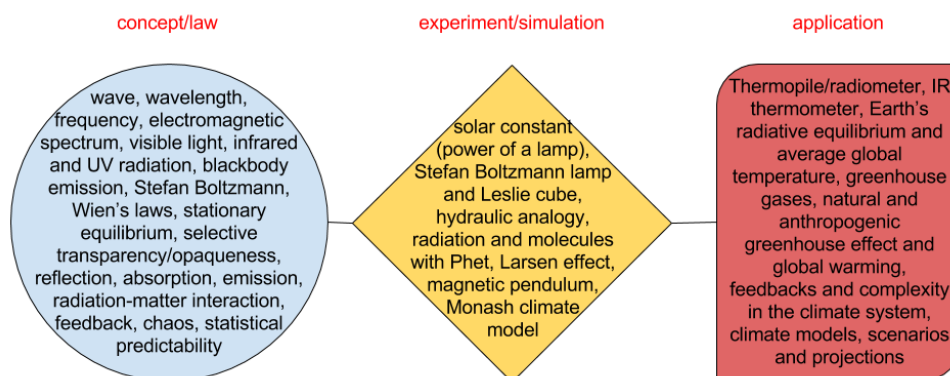 concept/law
experiment/simulation
application
wave, wavelength,
frequency, electromagnetic
spectrum, visible light, infrared
and UV radiation, blackbody
emission, Stefan Boltzmann,
Wien's laws, stationary
equilibrium, selective
transparency/opaqueness,
reflection, absorption, emission,
radiation-matter interaction,
feedback, chaos, statistical
predictability
solar constant
(power of a lamp),
Stefan Boltzmann lamp
and Leslie cube,
hydraulic analogy,
radiation and molecules
with Phet, Larsen effect,
magnetic pendulum,
Monash climate
model
Thermopile/radiometer, IR
thermometer, Earth's
radiative equilibrium and
average global
temperature, greenhouse
gases, natural and
anthropogenic
greenhouse effect and
global warming,
feedbacks and complexity
in the climate system,
climate models, scenarios
and projections